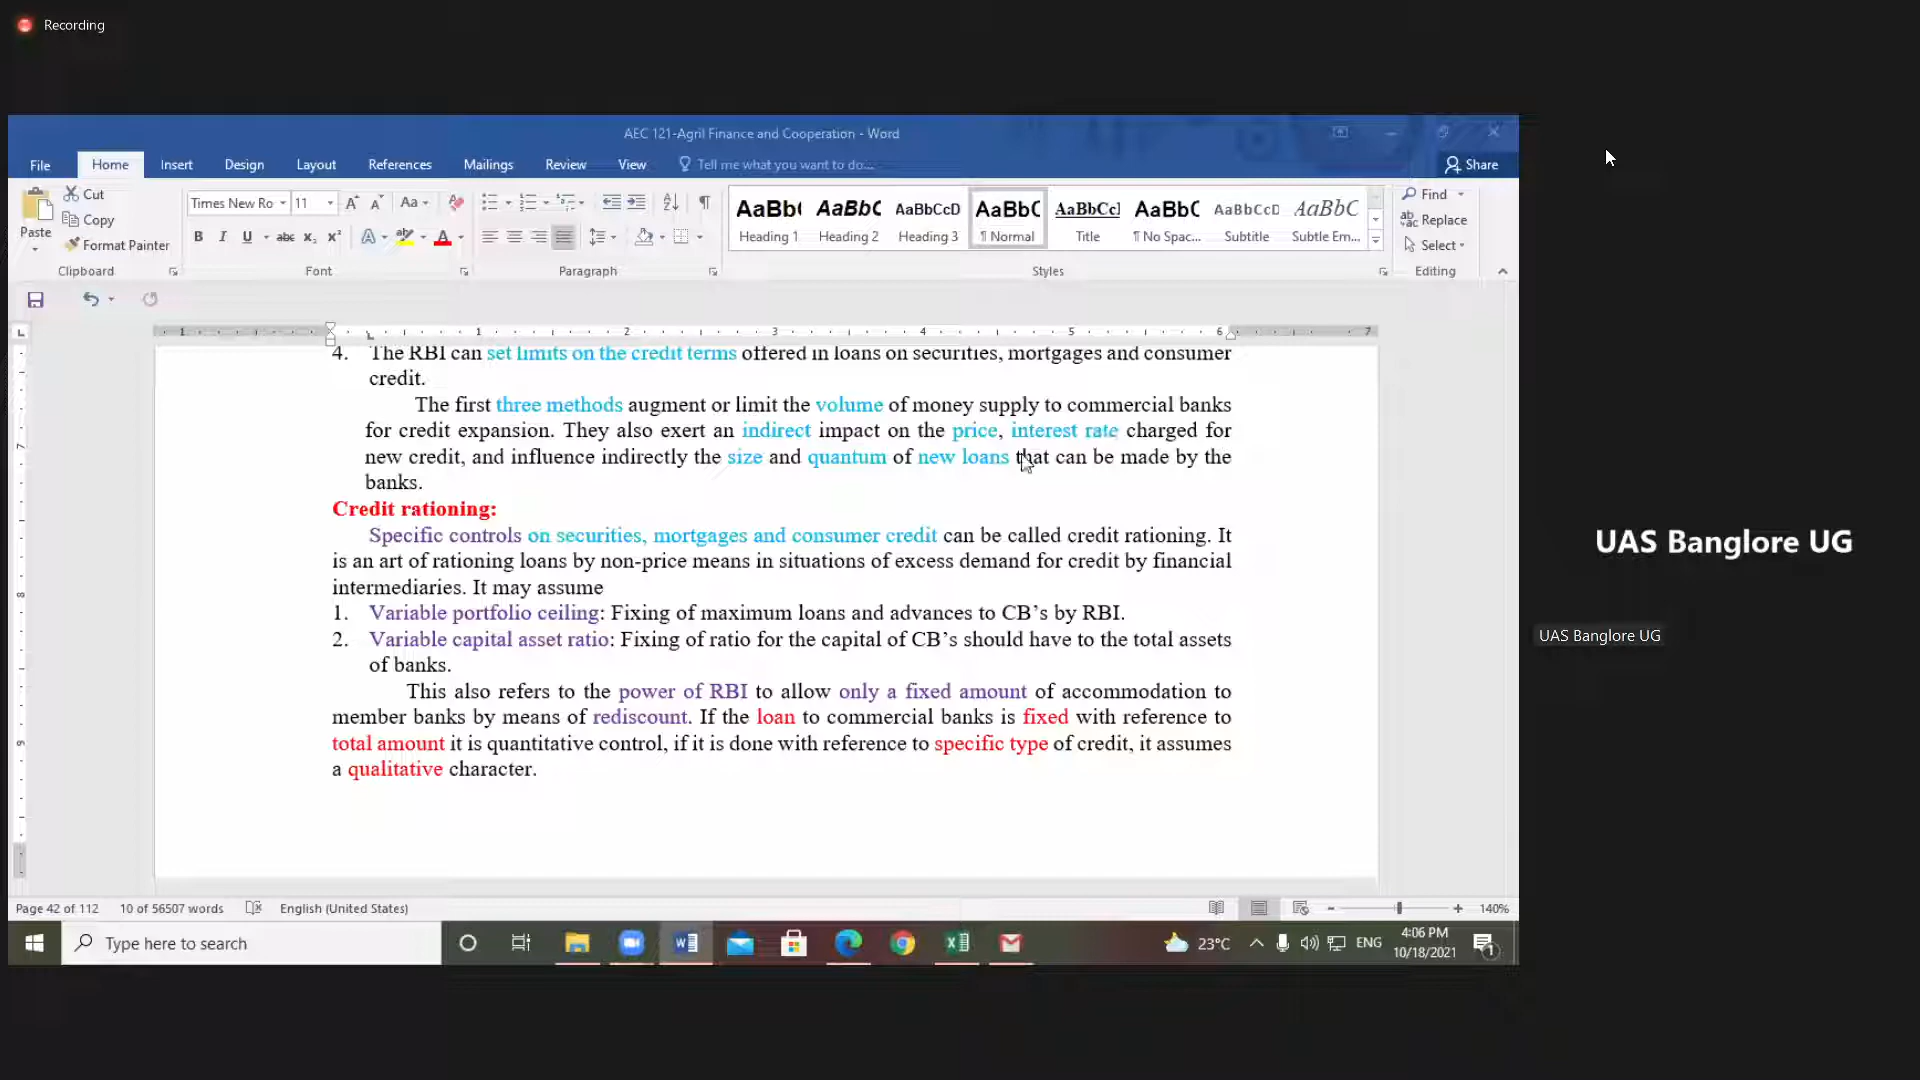 Recording
AEC 121-Agril Finance and Cooperation - Word
File Home Insert Design Layout References Mailings Review View Tell me what you want to do... Share
Paste Cut Copy Format Painter Clipboard
Times New Ro 11 Aa
B I U abc x₂ x² A ab A Font
Paragraph
AaBb( AaBbC AaBbCcD AaBbC AaBbCcl AaBbC AaBbCcD AaBbC
Heading 1 Heading 2 Heading 3 ¶ Normal Title ¶ No Spac... Subtitle Subtle Em...
Styles
Find
Replace
Select
Editing
1 1 2 3 4 5 6 7
4. The RBI can set limits on the credit terms offered in loans on securities, mortgages and consumer
credit.
The first three methods augment or limit the volume of money supply to commercial banks
for credit expansion. They also exert an indirect impact on the price, interest rate charged for
new credit, and influence indirectly the size and quantum of new loans that can be made by the
banks.
Credit rationing:
Specific controls on securities, mortgages and consumer credit can be called credit rationing. It
is an art of rationing loans by non-price means in situations of excess demand for credit by financial
intermediaries. It may assume
1. Variable portfolio ceiling: Fixing of maximum loans and advances to CB’s by RBI.
2. Variable capital asset ratio: Fixing of ratio for the capital of CB’s should have to the total assets
of banks.
This also refers to the power of RBI to allow only a fixed amount of accommodation to
member banks by means of rediscount. If the loan to commercial banks is fixed with reference to
total amount it is quantitative control, if it is done with reference to specific type of credit, it assumes
a qualitative character.
Page 42 of 112 10 of 56507 words English (United States) 140%
Type here to search 23°C ENG 4:06 PM
10/18/2021 1
UAS Banglore UG
UAS Banglore UG